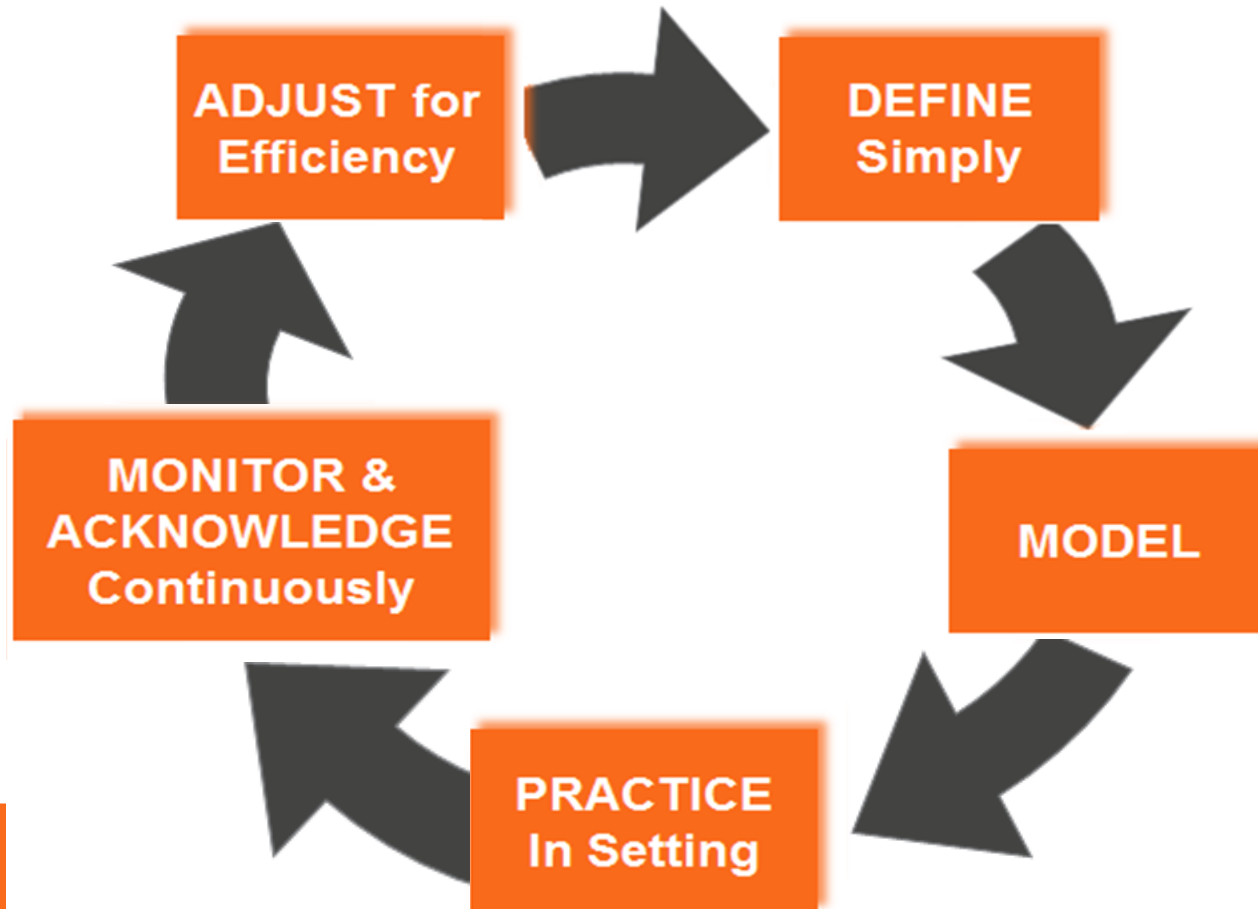 ADJUST for
Efficiency
DEFINE
Simply
MODEL
PRACTICE
In Setting
MONITOR &
ACKNOWLEDGE
Continuously